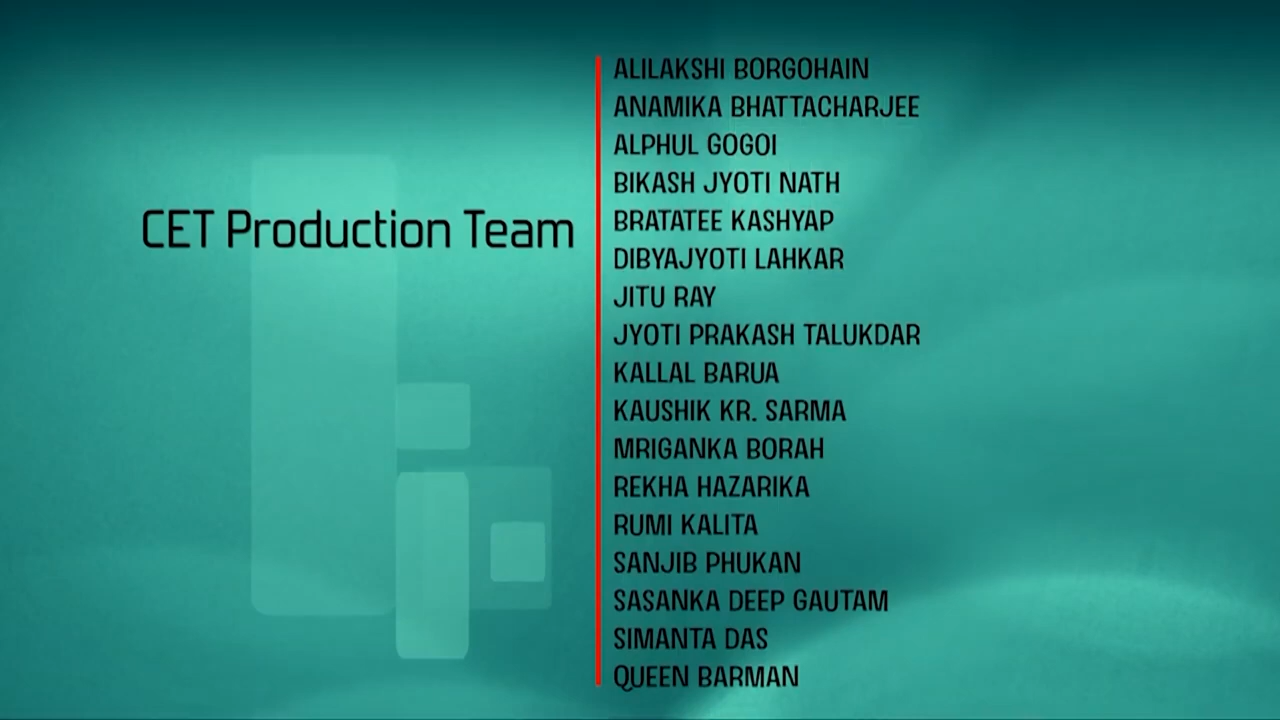 CET Production Team
ALILAKSHI BORGOHAIN
ANAMIKA BHATTACHARJEE
ALPHUL GOGOI
BIKASH JYOTI NATH
BRATATEE KASHYAP
DIBYAJYOTI LAHKAR
JITU RAY
JYOTI PRAKASH TALUKDAR
KALLAL BARUA
KAUSHIK KR. SARMA
MRIGANKA BORAH
REKHA HAZARIKA
RUMI KALITA
SANJIB PHUKAN
SASANKA DEEP GAUTAM
SIMANTA DAS
QUEEN BARMAN